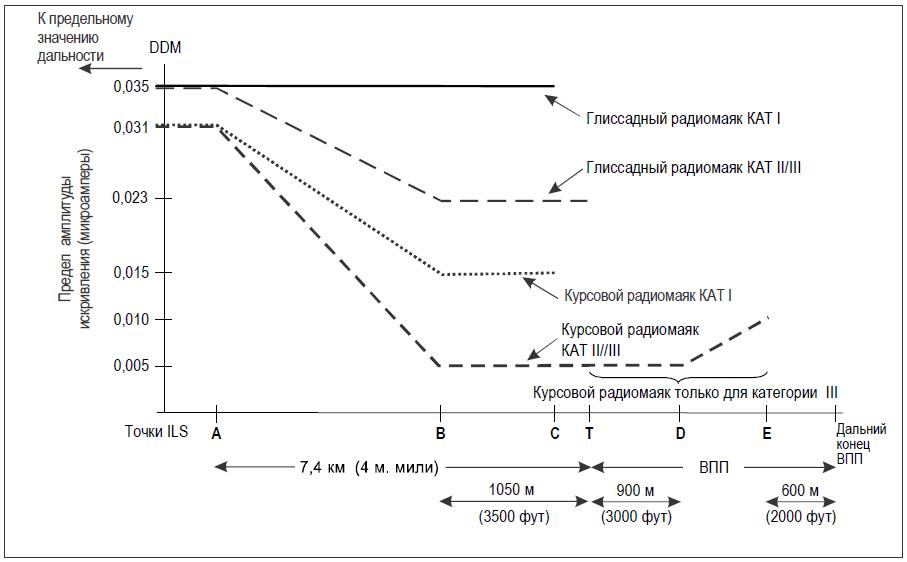 К предельному
значению
дальности
DDM
0,035
0,031
0,023
0,015
0,010
0,005
Предел амплитуды
искривления (микроамперы)
Глиссадный радиомаяк КАТ I
Глиссадный радиомаяк КАТ II/III
Курсовой радиомаяк КАТ I
Курсовой радиомаяк
КАТ II//III
Курсовой радиомаяк только для категории III
Точки ILS
A
B
C
T
D
E
Дальний
конец
ВПП
7,4 км (4 м. мили)
ВПП
1050 м
(3500 фут)
900 м
(3000 фут)
600 м
(2000 фут)